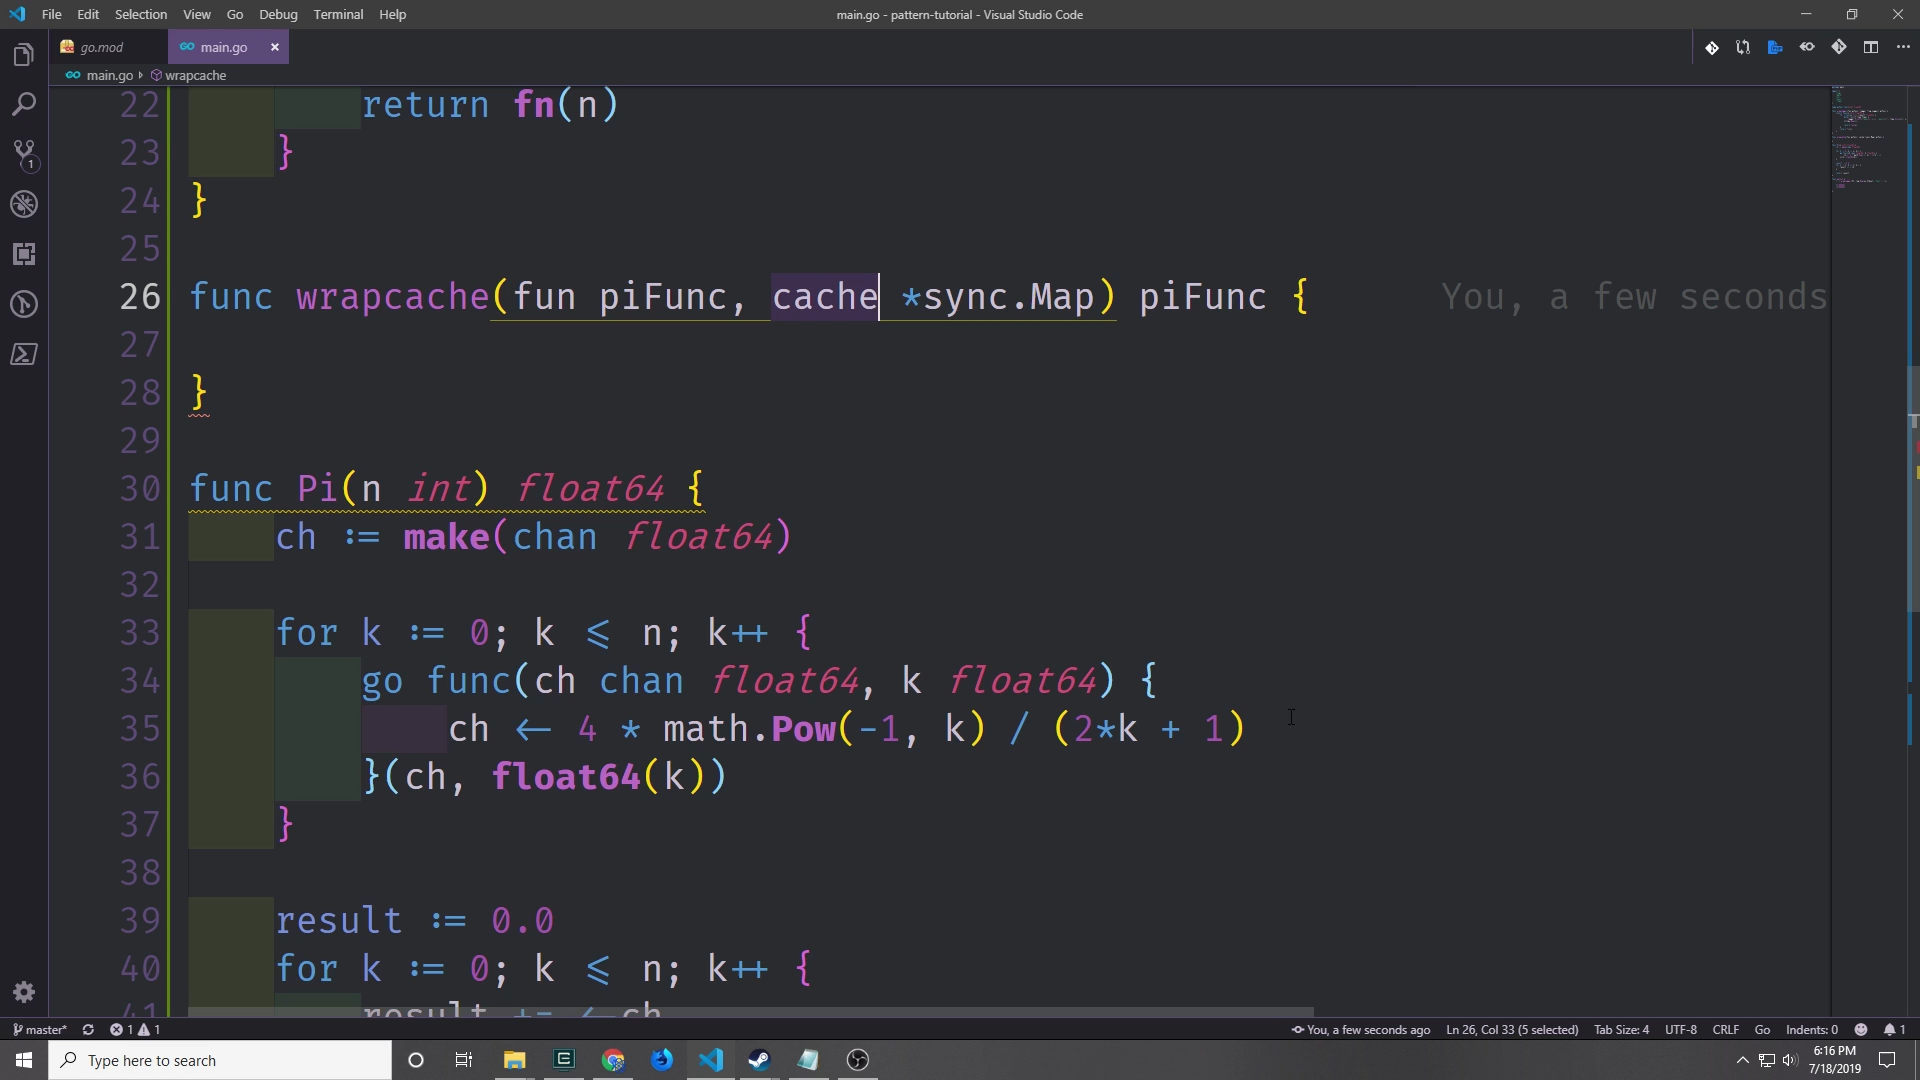 File Edit Selection View Go Debug Terminal Help
main.go - pattern-tutorial - Visual Studio Code
go.mod
main.go
main.go wrapcache
22 return fn(n)
23 }
24 }
25
26 func wrapcache(fun piFunc, cache *sync.Map) piFunc { You, a few seconds
27
28 }
29
30 func Pi(n int) float64 {
31 ch := make(chan float64)
32
33 for k := 0; k <= n; k++ {
34 go func(ch chan float64, k float64) {
35 ch <- 4 * math.Pow(-1, k) / (2*k + 1)
36 }(ch, float64(k))
37 }
38
39 result := 0.0
40 for k := 0; k <= n; k++ {
41 result += <-ch
1
master* 1 1
You, a few seconds ago Ln 26, Col 33 (5 selected) Tab Size: 4 UTF-8 CRLF Go Indents: 0 1
Type here to search
6:16 PM
7/18/2019